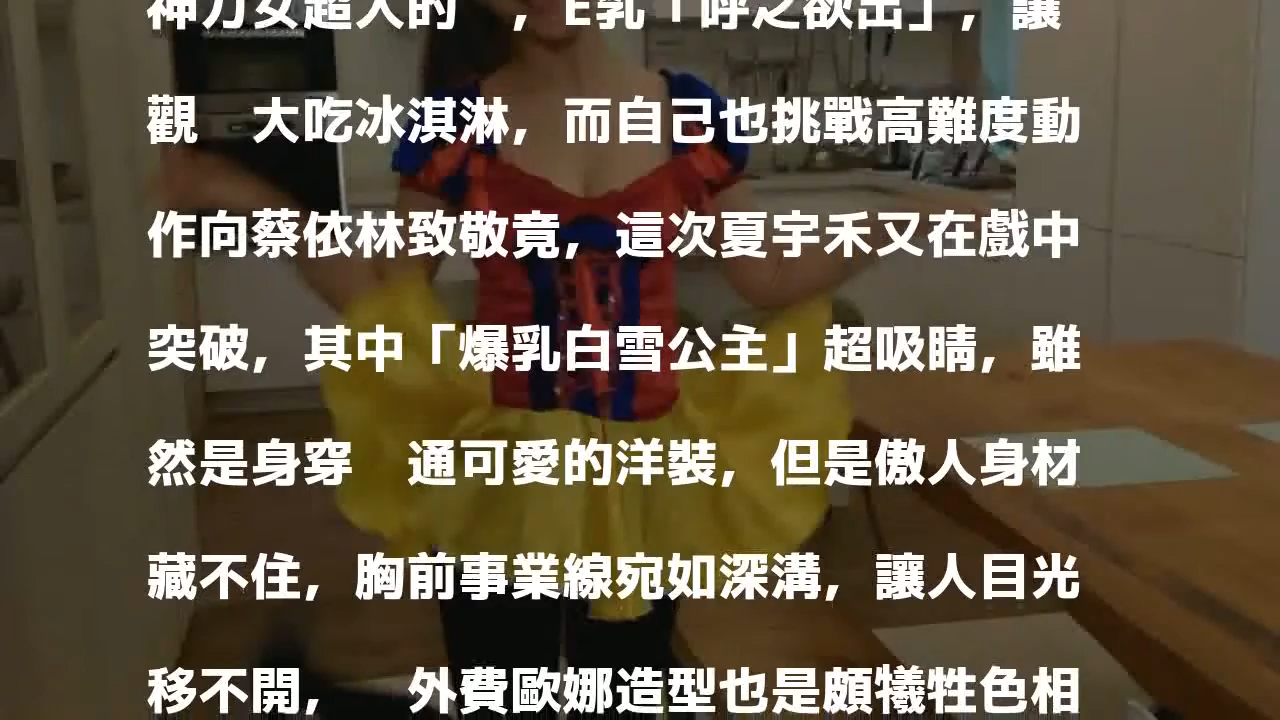 神力女超人的　，E乳「呼之欲出」，讓
觀　大吃冰淇淋，而自己也挑戰高難度動
作向蔡依林致敬竟，這次夏宇禾又在戲中
突破，其中「爆乳白雪公主」超吸睛，雖
然是身穿　通可愛的洋裝，但是傲人身材
藏不住，胸前事業線宛如深溝，讓人目光
移不開，　外費歐娜造型也是頗犧牲色相